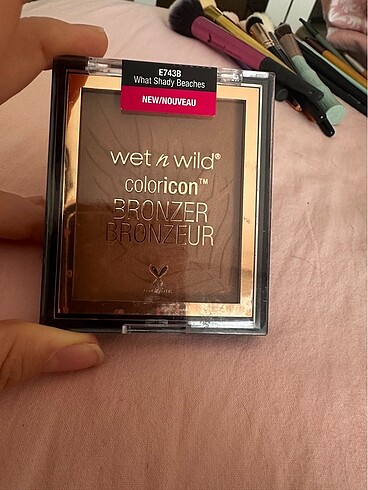 E743B
What Shady Beaches
NEW/NOUVEAU
wet n wild®
coloricon™
BRONZER
BRONZEUR